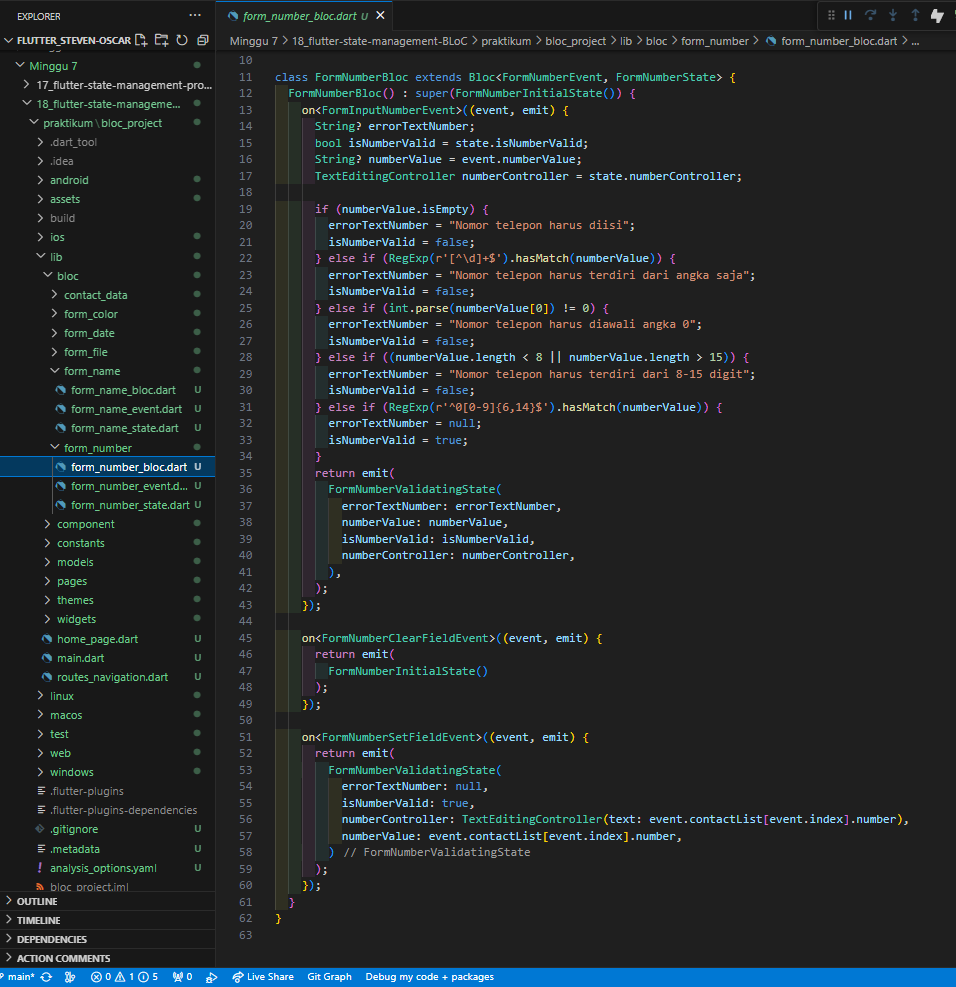 EXPLORER
···
FLUTTER_STEVEN-OSCAR
Minggu 7
17_flutter-state-management-pro...
18_flutter-state-manageme...
praktikum \ bloc_project
.dart_tool
.idea
android
assets
build
ios
lib
bloc
contact_data
form_color
form_date
form_file
form_name
form_name_bloc.dart U
form_name_event.dart U
form_name_state.dart U
form_number
form_number_bloc.dart U
form_number_event.d... U
form_number_state.dart U
component
constants
models
pages
themes
widgets
home_page.dart U
main.dart U
routes_navigation.dart U
linux
macos
test
web
windows
.flutter-plugins
.flutter-plugins-dependencies
.gitignore U
.metadata U
analysis_options.yaml U
bloc_project.iml
OUTLINE
TIMELINE
DEPENDENCIES
ACTION COMMENTS
form_number_bloc.dart U
Minggu 7 > 18_flutter-state-management-BLoC > praktikum > bloc_project > lib > bloc > form_number > form_number_bloc.dart > ...
10
11 class FormNumberBloc extends Bloc<FormNumberEvent, FormNumberState> {
12 FormNumberBloc() : super(FormNumberInitialState()) {
13 on<FormInputNumberEvent>((event, emit) {
14 String? errorTextNumber;
15 bool isNumberValid = state.isNumberValid;
16 String? numberValue = event.numberValue;
17 TextEditingController numberController = state.numberController;
18
19 if (numberValue.isEmpty) {
20 errorTextNumber = "Nomor telepon harus diisi";
21 isNumberValid = false;
22 } else if (RegExp(r'[^\d]+$').hasMatch(numberValue)) {
23 errorTextNumber = "Nomor telepon harus terdiri dari angka saja";
24 isNumberValid = false;
25 } else if (int.parse(numberValue[0]) != 0) {
26 errorTextNumber = "Nomor telepon harus diawali angka 0";
27 isNumberValid = false;
28 } else if ((numberValue.length < 8 || numberValue.length > 15)) {
29 errorTextNumber = "Nomor telepon harus terdiri dari 8-15 digit";
30 isNumberValid = false;
31 } else if (RegExp(r'^0[0-9]{6,14}$').hasMatch(numberValue)) {
32 errorTextNumber = null;
33 isNumberValid = true;
34 }
35 return emit(
36 FormNumberValidatingState(
37 errorTextNumber: errorTextNumber,
38 numberValue: numberValue,
39 isNumberValid: isNumberValid,
40 numberController: numberController,
41 ),
42 );
43 });
44
45 on<FormNumberClearFieldEvent>((event, emit) {
46 return emit(
47 FormNumberInitialState()
48 );
49 });
50
51 on<FormNumberSetFieldEvent>((event, emit) {
52 return emit(
53 FormNumberValidatingState(
54 errorTextNumber: null,
55 isNumberValid: true,
56 numberController: TextEditingController(text: event.contactList[event.index].number),
57 numberValue: event.contactList[event.index].number,
58 ) // FormNumberValidatingState
59 );
60 });
61 }
62 }
63
main* 0 1 5 0 Live Share Git Graph Debug my code + packages